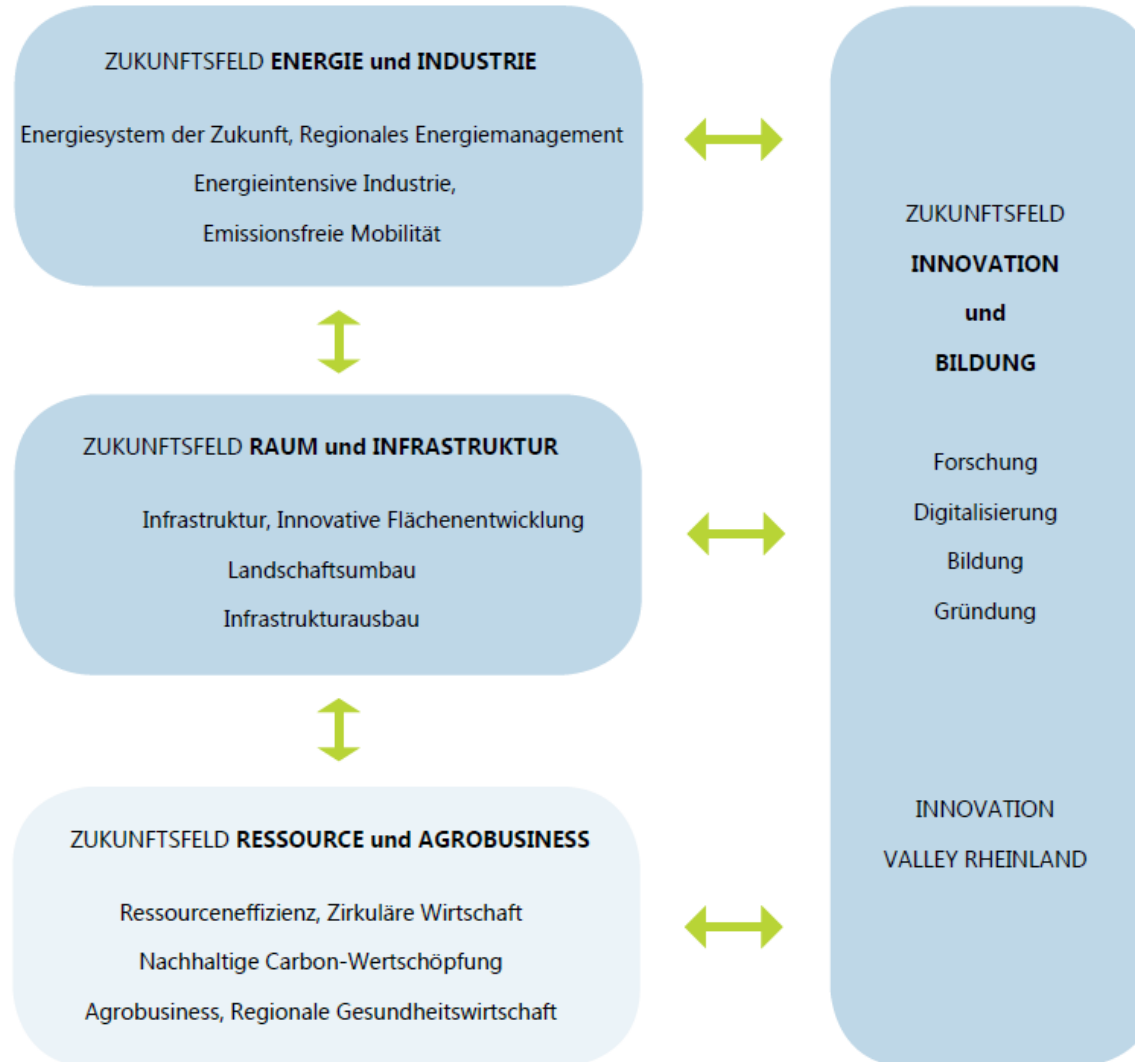 ZUKUNFTSFELD ENERGIE und INDUSTRIE
Energiesystem der Zukunft, Regionales Energiemanagement
Energieintensive Industrie,
Emissionsfreie Mobilität
ZUKUNFTSFELD RAUM und INFRASTRUKTUR
Infrastruktur, Innovative Flächenentwicklung
Landschaftsumbau
Infrastrukturausbau
ZUKUNFTSFELD RESSOURCE und AGROBUSINESS
Ressourceneffizienz, Zirkuläre Wirtschaft
Nachhaltige Carbon-Wertschöpfung
Agrobusiness, Regionale Gesundheitswirtschaft
ZUKUNFTSFELD
INNOVATION
und
BILDUNG
Forschung
Digitalisierung
Bildung
Gründung
INNOVATION
VALLEY RHEINLAND